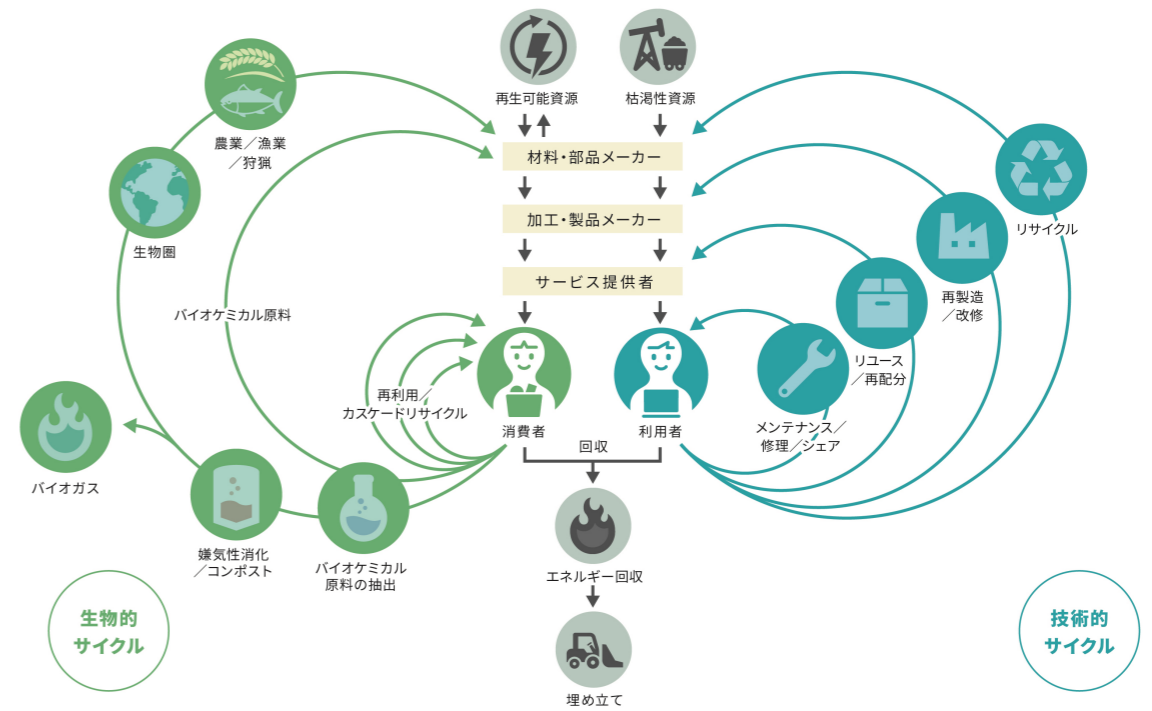 再生可能資源
枯渇性資源
農業／漁業
／狩猟
材料・部品メーカー
生物圏
加工・製品メーカー
リサイクル
サービス提供者
再製造
／改修
バイオケミカル原料
リユース
／再配分
再利用／
カスケードリサイクル
消費者
利用者
メンテナンス／
修理／シェア
回収
バイオガス
嫌気性消化
／コンポスト
バイオケミカル
原料の抽出
エネルギー回収
生物的
サイクル
技術的
サイクル
埋め立て